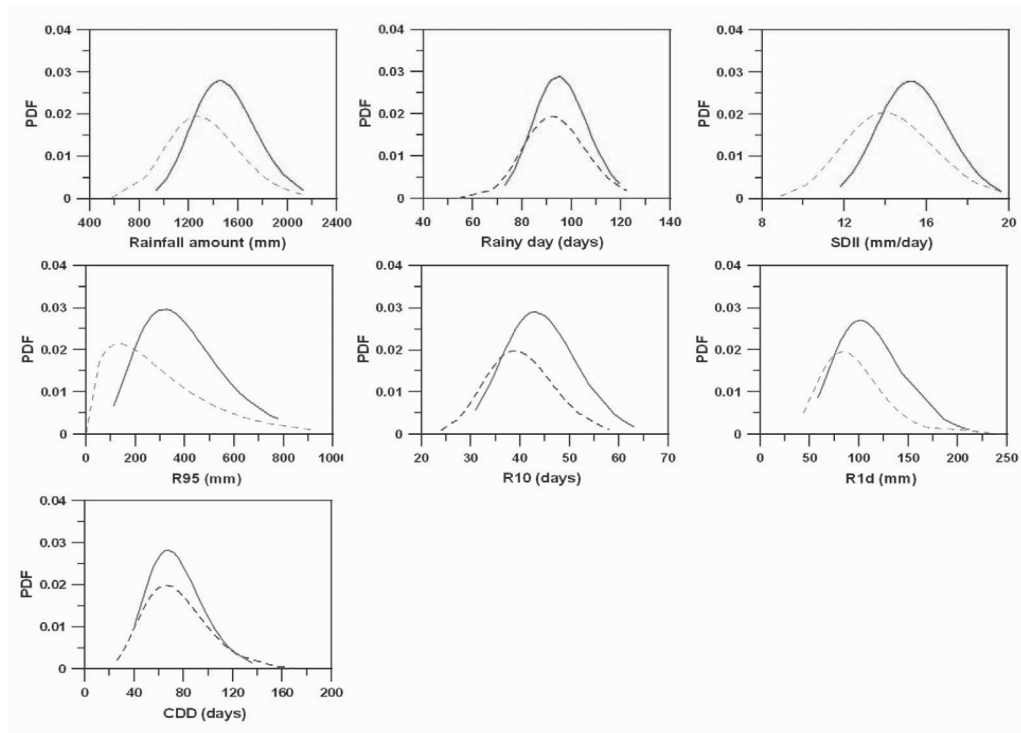 0.04 0.04 0.04
0.03 0.03 0.03
PDF 0.02 PDF 0.02 PDF 0.02
0.01 0.01 0.01
0 0 0
400 800 1200 1600 2000 2400 40 60 80 100 120 140 8 12 16 20
Rainfall amount (mm) Rainy day (days) SDII (mm/day)
0.04 0.04 0.04
0.03 0.03 0.03
PDF 0.02 PDF 0.02 PDF 0.02
0.01 0.01 0.01
0 0 0
0 200 400 600 800 1000 20 30 40 50 60 70 0 50 100 150 200 250
R95 (mm) R10 (days) R1d (mm)
0.04
0.03
PDF 0.02
0.01
0
0 40 80 120 160 200
CDD (days)